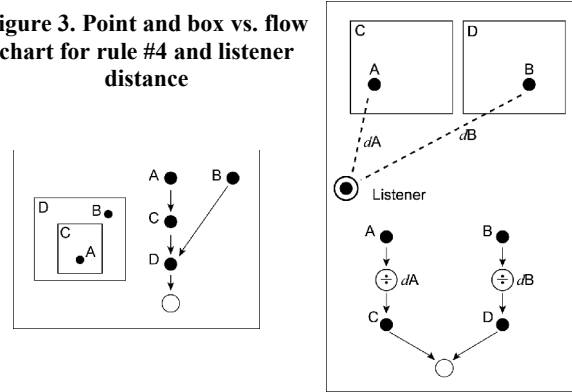 igure 3. Point and box vs. flow
chart for rule #4 and listener
distance
D
B
C
A
A
B
C
D
C
D
A
B
dA
dB
Listener
A
B
÷ dA
÷ dB
C
D